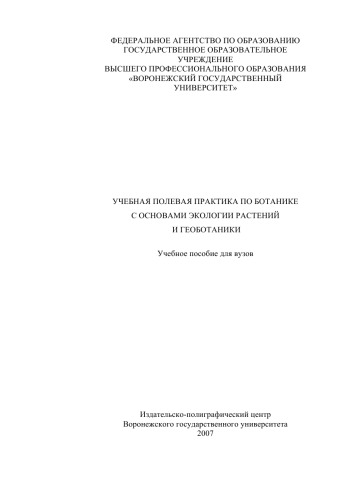 ФЕДЕРАЛЬНОЕ АГЕНТСТВО ПО ОБРАЗОВАНИЮ
ГОСУДАРСТВЕННОЕ ОБРАЗОВАТЕЛЬНОЕ
УЧРЕЖДЕНИЕ
ВЫСШЕГО ПРОФЕССИОНАЛЬНОГО ОБРАЗОВАНИЯ
«ВОРОНЕЖСКИЙ ГОСУДАРСТВЕННЫЙ
УНИВЕРСИТЕТ»
УЧЕБНАЯ ПОЛЕВАЯ ПРАКТИКА ПО БОТАНИКЕ
С ОСНОВАМИ ЭКОЛОГИИ РАСТЕНИЙ
И ГЕОБОТАНИКИ
Учебное пособие для вузов
Издательско-полиграфический центр
Воронежского государственного университета
2007